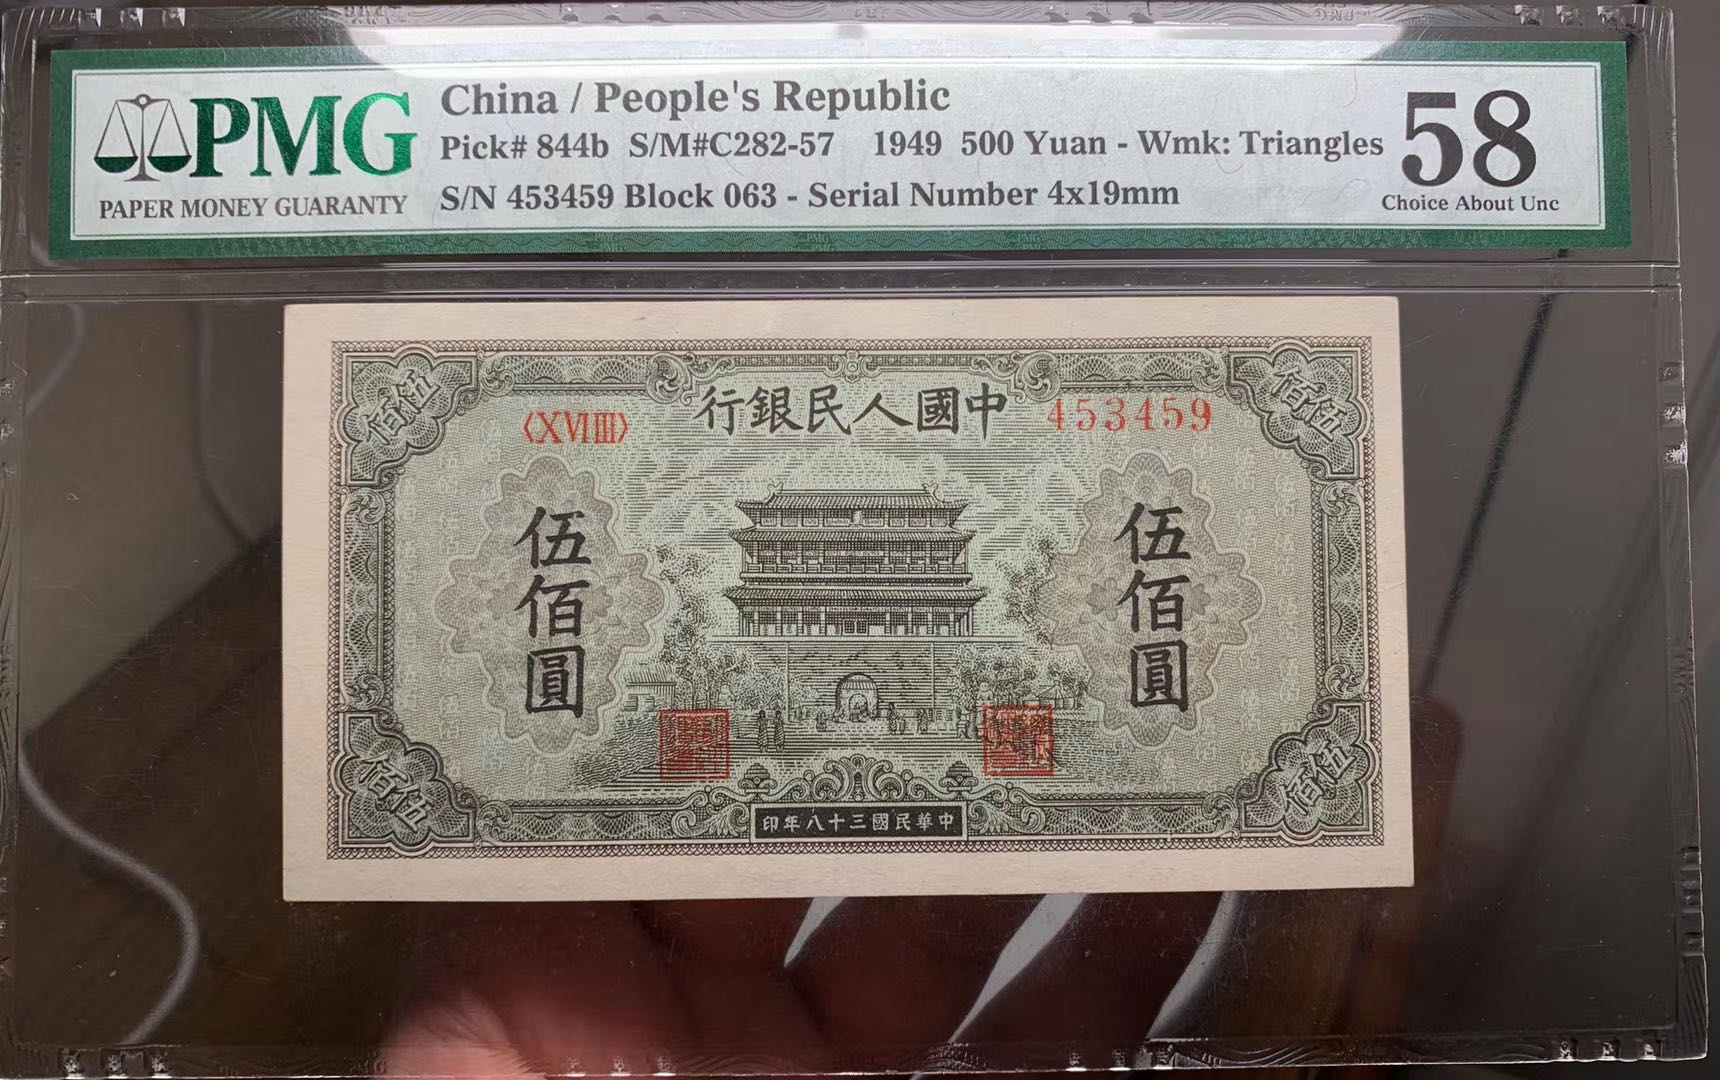 PMG
PAPER MONEY GUARANTY
China / People's Republic
Pick# 844b S/M#C282-57 1949 500 Yuan - Wmk: Triangles
S/N 453459 Block 063 - Serial Number 4x19mm
58
Choice About Unc
伍佰
伍佰
中國人民銀行
〈XVIIII〉
453459
伍佰圓
伍佰圓
伍佰
伍佰
中華民國三十八年印